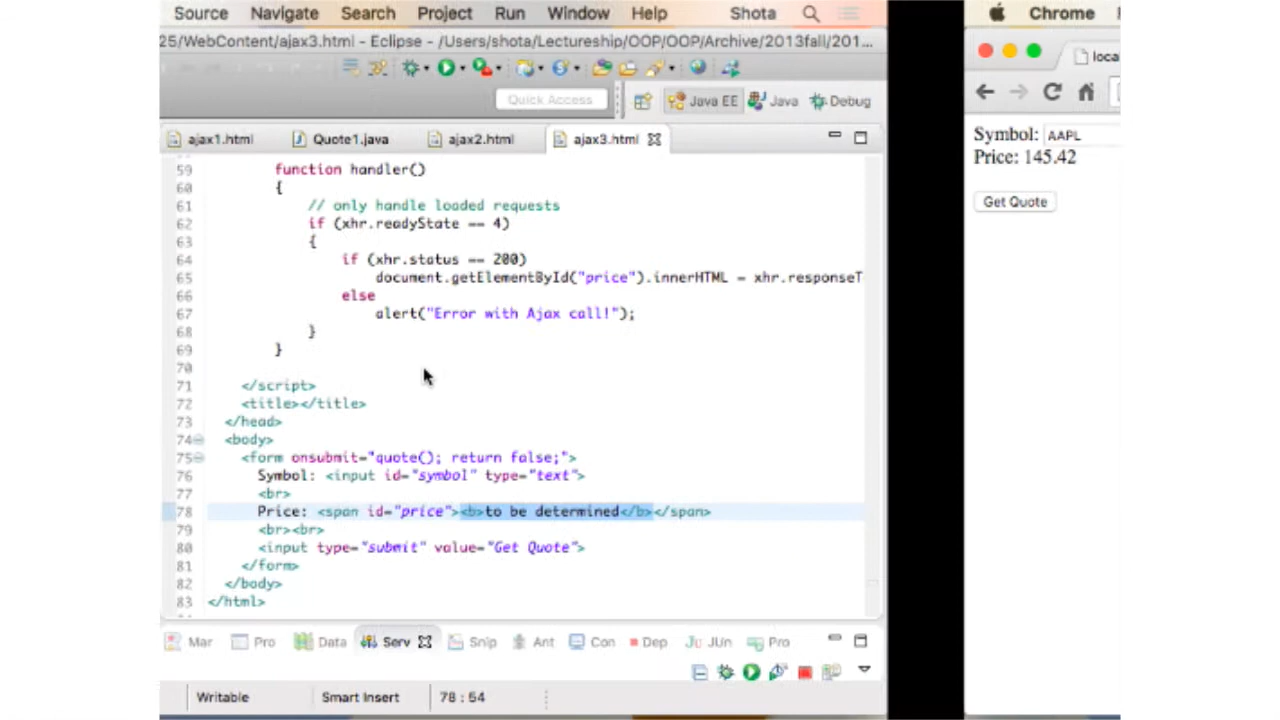 Source Navigate Search Project Run Window Help Shota
25/WebContent/ajax3.html - Eclipse - /Users/shota/Lectureship/OOP/OOP/Archive/2013fall/201...
Quick Access Java EE Java Debug
ajax1.html Quote1.java ajax2.html ajax3.html
59 function handler()
60 {
61 // only handle loaded requests
62 if (xhr.readyState == 4)
63 {
64 if (xhr.status == 200)
65 document.getElementById("price").innerHTML = xhr.responseT
66 else
67 alert("Error with Ajax call!");
68 }
69 }
70
71 </script>
72 <title></title>
73 </head>
74 <body>
75 <form onsubmit="quote(); return false;">
76 Symbol: <input id="symbol" type="text">
77 <br>
78 Price: <span id="price"><b>to be determined</b></span>
79 <br><br>
80 <input type="submit" value="Get Quote">
81 </form>
82 </body>
83 </html>
Mar Pro Data Serv Snip Ant Con Dep JUn Pro
Writable Smart Insert 78 : 54
Chrome
loca
Symbol: AAPL
Price: 145.42
Get Quote